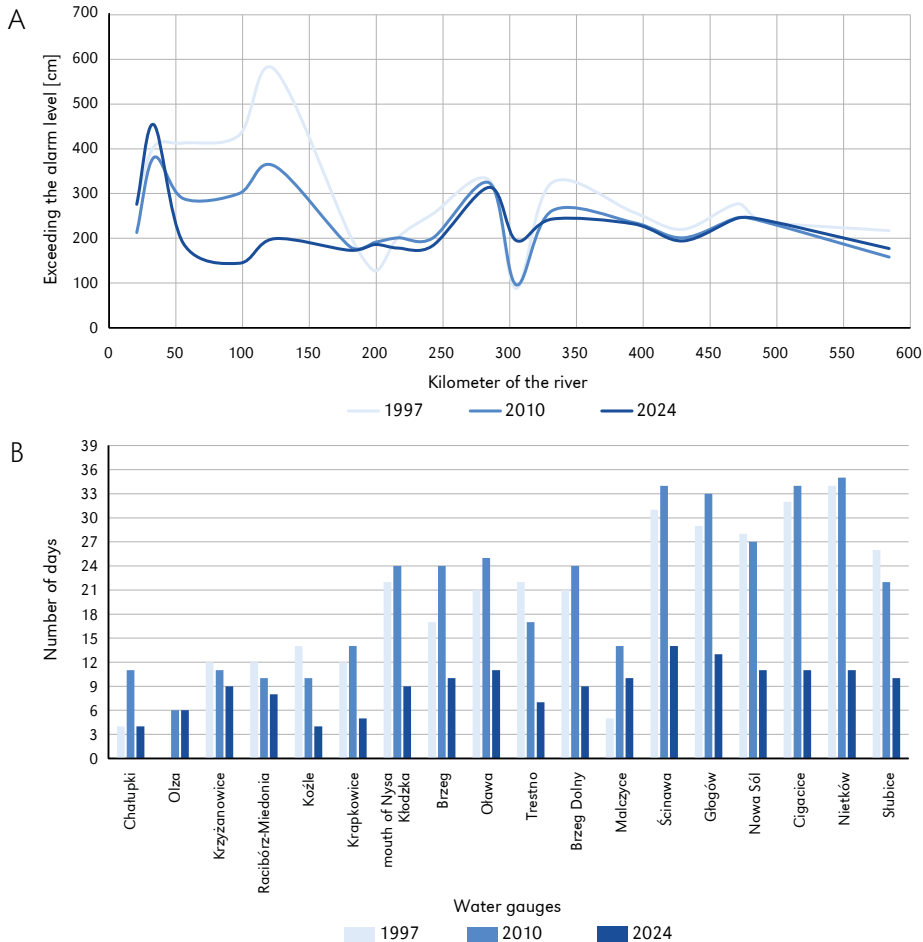 A
Exceeding the alarm level [cm]
700
600
500
400
300
200
100
0
0 50 100 150 200 250 300 350 400 450 500 550 600
Kilometer of the river
1997 2010 2024
B
Number of days
39
36
33
30
27
24
21
18
15
12
9
6
3
0
Chałupki
Olza
Krzyżanowice
Racibórz-Miedonia
Koźle
Krapkowice
mouth of Nysa
Kłodzka
Brzeg
Oława
Trestno
Brzeg Dolny
Malczyce
Ścinawa
Głogów
Nowa Sól
Cigacice
Nietków
Słubice
Water gauges
1997 2010 2024